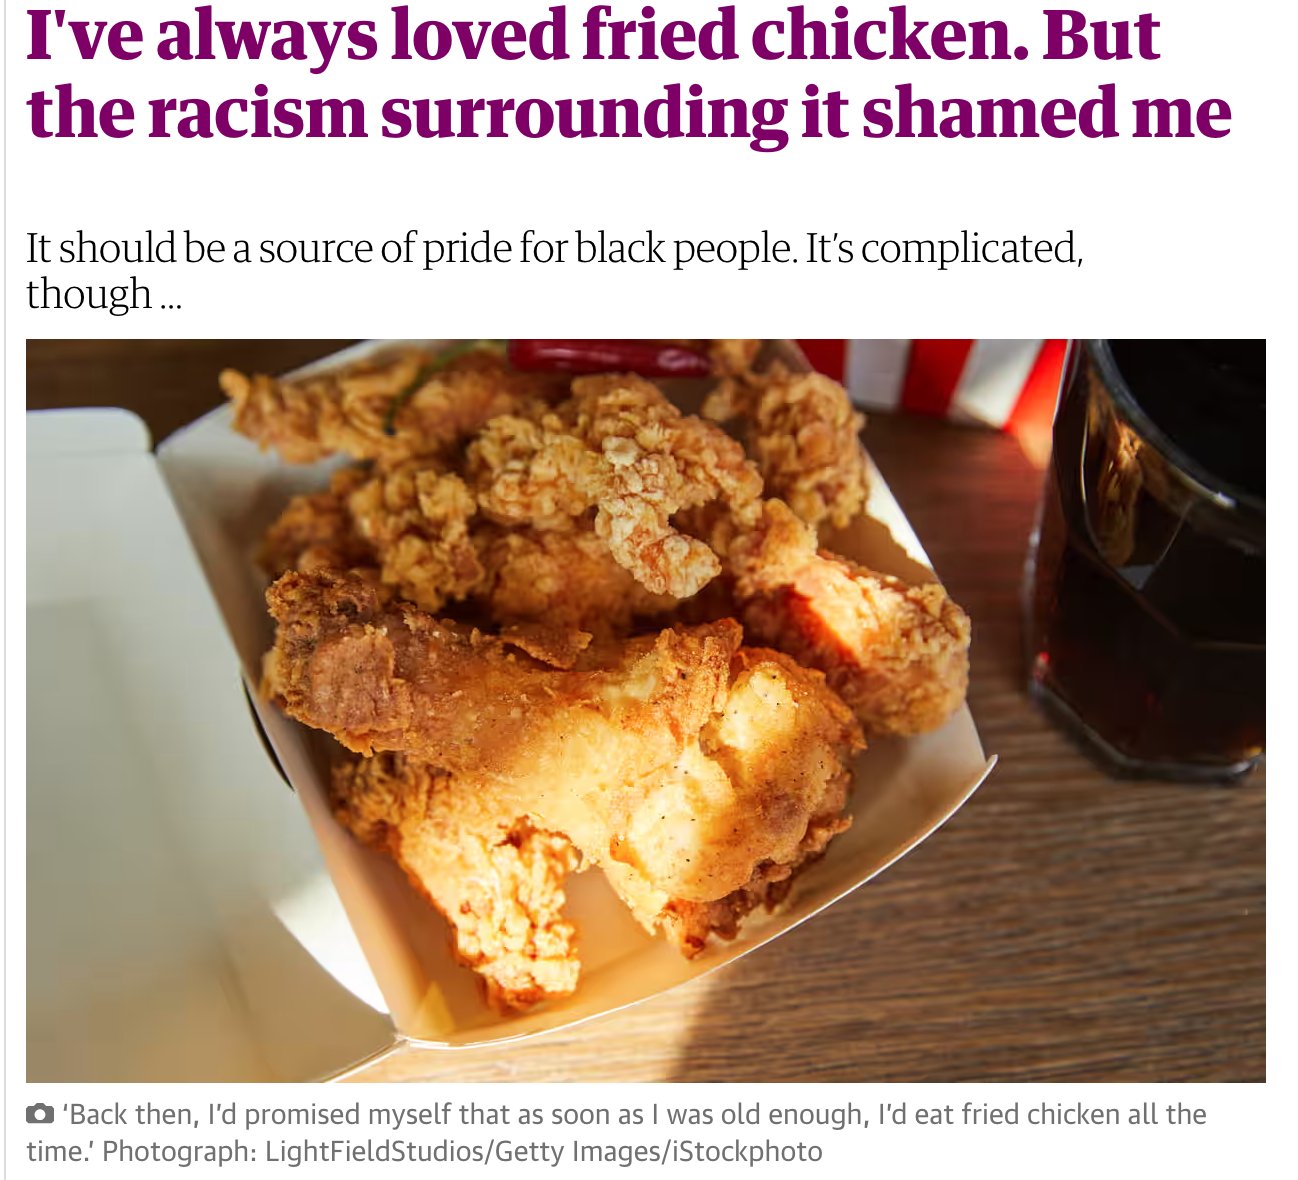 I've always loved fried chicken. But
the racism surrounding it shamed me
It should be a source of pride for black people. It’s complicated,
though ...
‘Back then, I’d promised myself that as soon as I was old enough, I’d eat fried chicken all the
time.’ Photograph: LightFieldStudios/Getty Images/iStockphoto